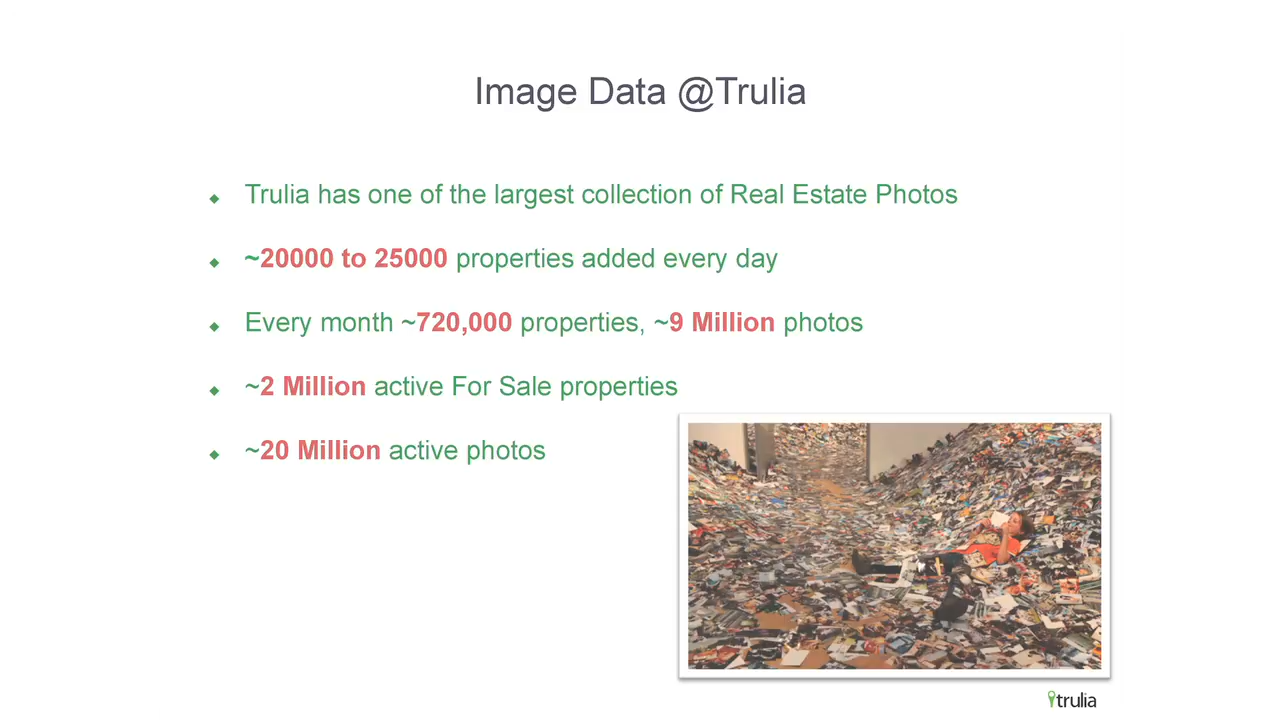 Image Data @Trulia
Trulia has one of the largest collection of Real Estate Photos
~20000 to 25000 properties added every day
Every month ~720,000 properties, ~9 Million photos
~2 Million active For Sale properties
~20 Million active photos
trulia